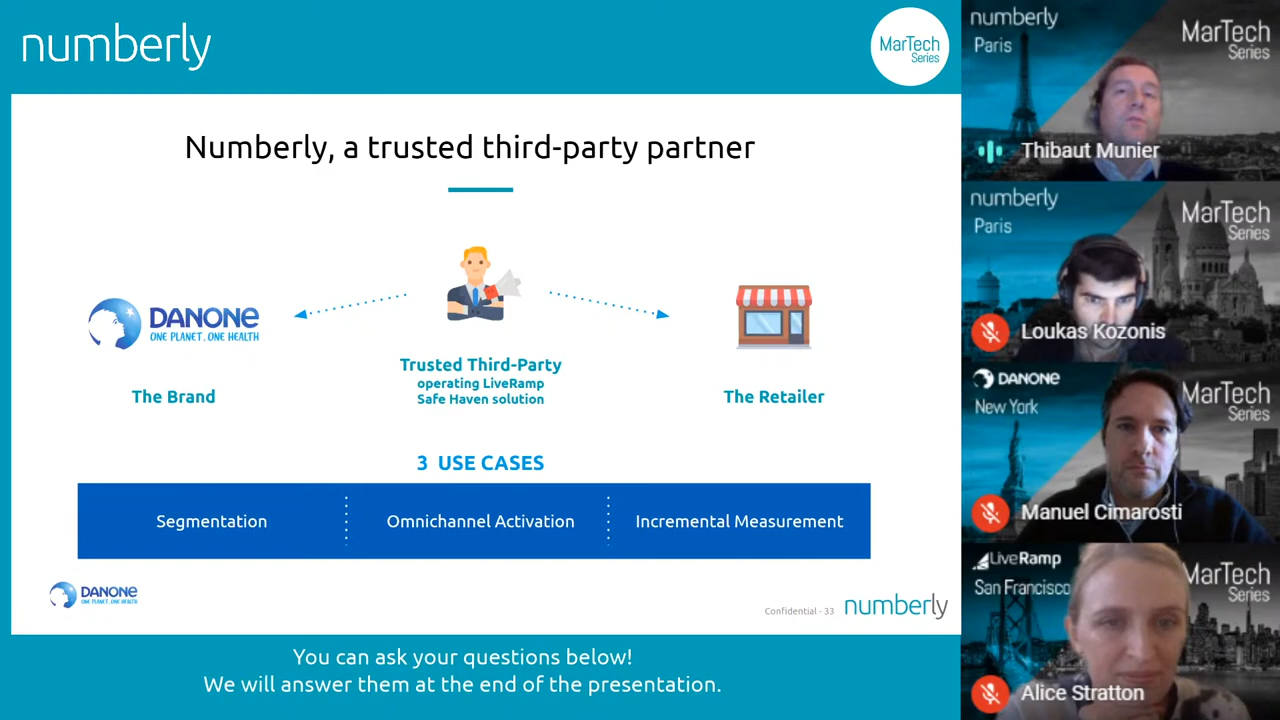 numberly
MarTech
Series
Numberly, a trusted third-party partner
DANONE
ONE PLANET. ONE HEALTH
The Brand
Trusted Third-Party
operating LiveRamp
Safe Haven solution
The Retailer
3 USE CASES
Segmentation
Omnichannel Activation
Incremental Measurement
DANONE
ONE PLANET. ONE HEALTH
Confidential - 33
numberly
You can ask your questions below!
We will answer them at the end of the presentation.
numberly
Paris
MarTech
Series
Thibaut Munier
numberly
Paris
MarTech
Series
Loukas Kozonis
DANONE
New York
MarTech
Series
Manuel Cimarosti
LiveRamp
San Francisco
MarTech
Series
Alice Stratton